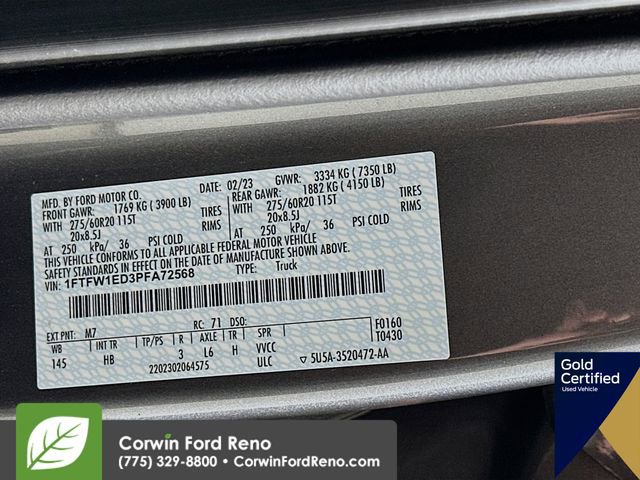 MFD. BY FORD MOTOR CO.
DATE: 02/23 GVWR: 3334 KG ( 7350 LB)
FRONT GAWR: 1769 KG ( 3900 LB) REAR GAWR: 1882 KG ( 4150 LB)
WITH 275/60R20 115T TIRES WITH 275/60R20 115T TIRES
20x8.5J RIMS 20x8.5J RIMS
AT 250 kPa/ 36 PSI COLD AT 250 kPa/ 36 PSI COLD
THIS VEHICLE CONFORMS TO ALL APPLICABLE FEDERAL MOTOR VEHICLE
SAFETY STANDARDS IN EFFECT ON THE DATE OF MANUFACTURE SHOWN ABOVE.
VIN: 1FTFW1ED3PFA72568 TYPE: Truck
EXT PNT: M7 RC: 71 DSO:
WB INT TR TP/PS R AXLE TR SPR F0160
145 HB 3 L6 H VVCC T0430
2202302064575 ULC ▽ 5U5A-3520472-AA
Gold
Certified
Used Vehicle
Corwin Ford Reno
(775) 329-8800 • CorwinFordReno.com